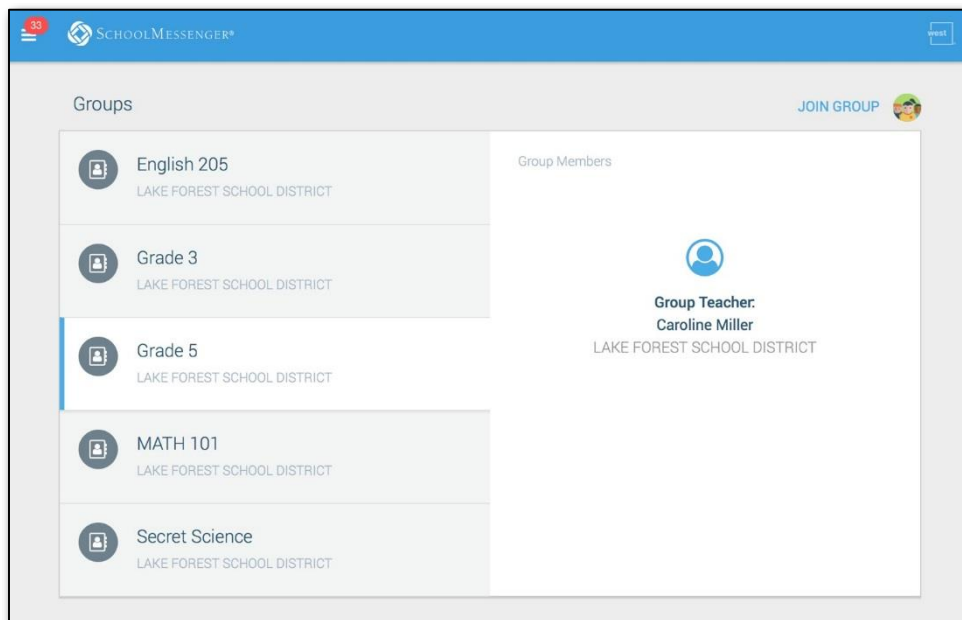 33
SCHOOLMESSENGER®
west
Groups
JOIN GROUP
English 205
LAKE FOREST SCHOOL DISTRICT
Grade 3
LAKE FOREST SCHOOL DISTRICT
Grade 5
LAKE FOREST SCHOOL DISTRICT
MATH 101
LAKE FOREST SCHOOL DISTRICT
Secret Science
LAKE FOREST SCHOOL DISTRICT
Group Members
Group Teacher:
Caroline Miller
LAKE FOREST SCHOOL DISTRICT